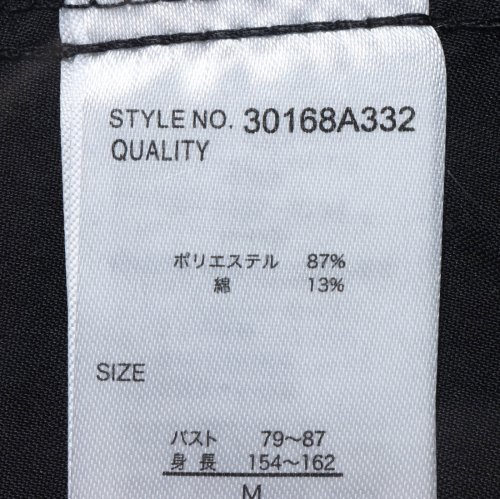 STYLE NO. 30168A332
QUALITY
ポリエステル 87%
綿 13%
SIZE
バスト 79～87
身長 154～162
M